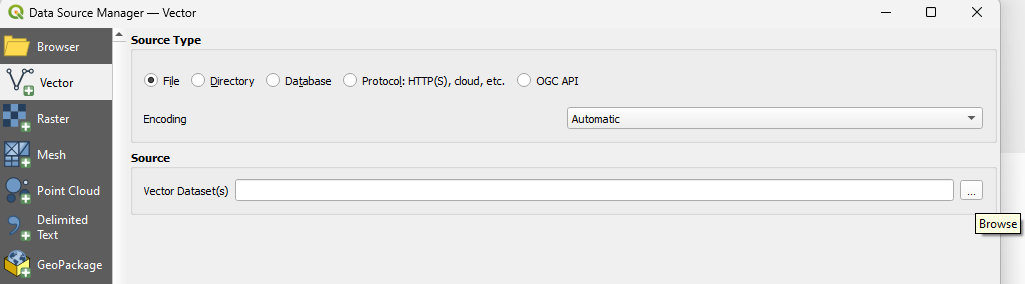 Data Source Manager — Vector
Browser
Vector
Raster
Mesh
Point Cloud
Delimited
Text
GeoPackage
Source Type
File
Directory
Database
Protocol: HTTP(S), cloud, etc.
OGC API
Encoding
Automatic
Source
Vector Dataset(s)
...
Browse